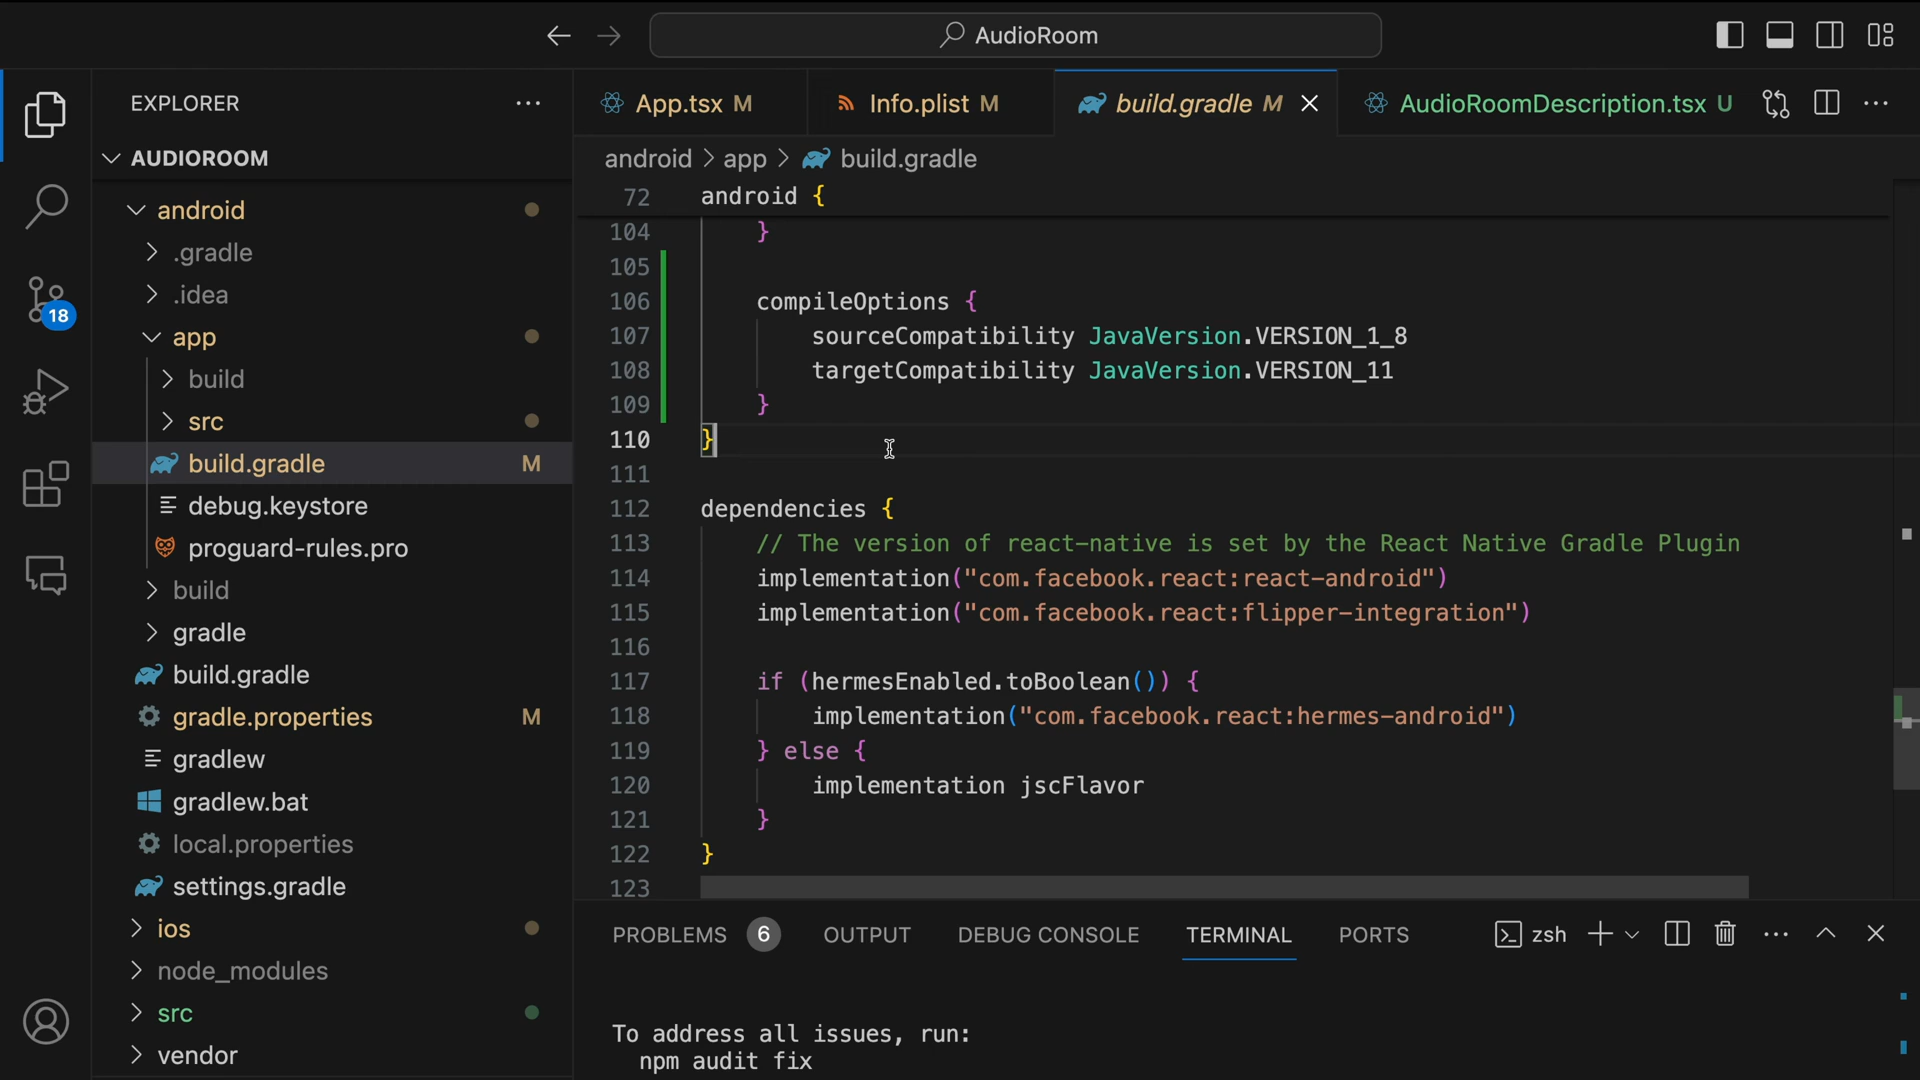 AudioRoom
EXPLORER
AUDIOROOM
android
.gradle
.idea
app
build
src
build.gradle M
debug.keystore
proguard-rules.pro
build
gradle
build.gradle
gradle.properties M
gradlew
gradlew.bat
local.properties
settings.gradle
ios
node_modules
src
vendor
18
App.tsx M
Info.plist M
build.gradle M
AudioRoomDescription.tsx U
android > app > build.gradle
72 android {
104 }
105
106 compileOptions {
107 sourceCompatibility JavaVersion.VERSION_1_8
108 targetCompatibility JavaVersion.VERSION_11
109 }
110 }
111
112 dependencies {
113 // The version of react-native is set by the React Native Gradle Plugin
114 implementation("com.facebook.react:react-android")
115 implementation("com.facebook.react:flipper-integration")
116
117 if (hermesEnabled.toBoolean()) {
118 implementation("com.facebook.react:hermes-android")
119 } else {
120 implementation jscFlavor
121 }
122 }
123
PROBLEMS 6 OUTPUT DEBUG CONSOLE TERMINAL PORTS zsh
To address all issues, run:
npm audit fix